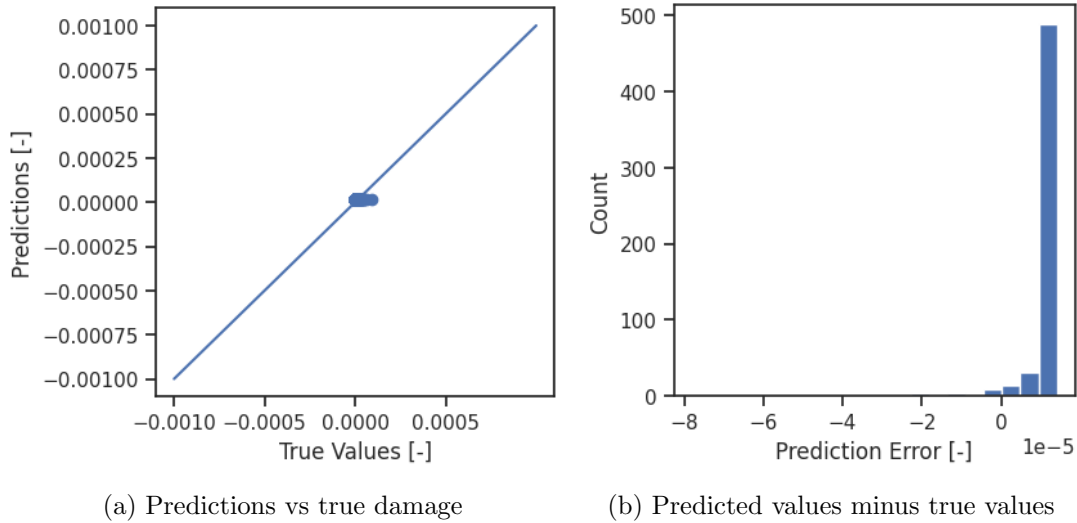 0.00100
0.00075
0.00050
0.00025
0.00000
−0.00025
−0.00050
−0.00075
−0.00100
Predictions [-]
−0.0010 −0.0005 0.0000 0.0005
True Values [-]
500
400
300
200
100
0
Count
−8 −6 −4 −2 0
1e−5
Prediction Error [-]
(a) Predictions vs true damage
(b) Predicted values minus true values